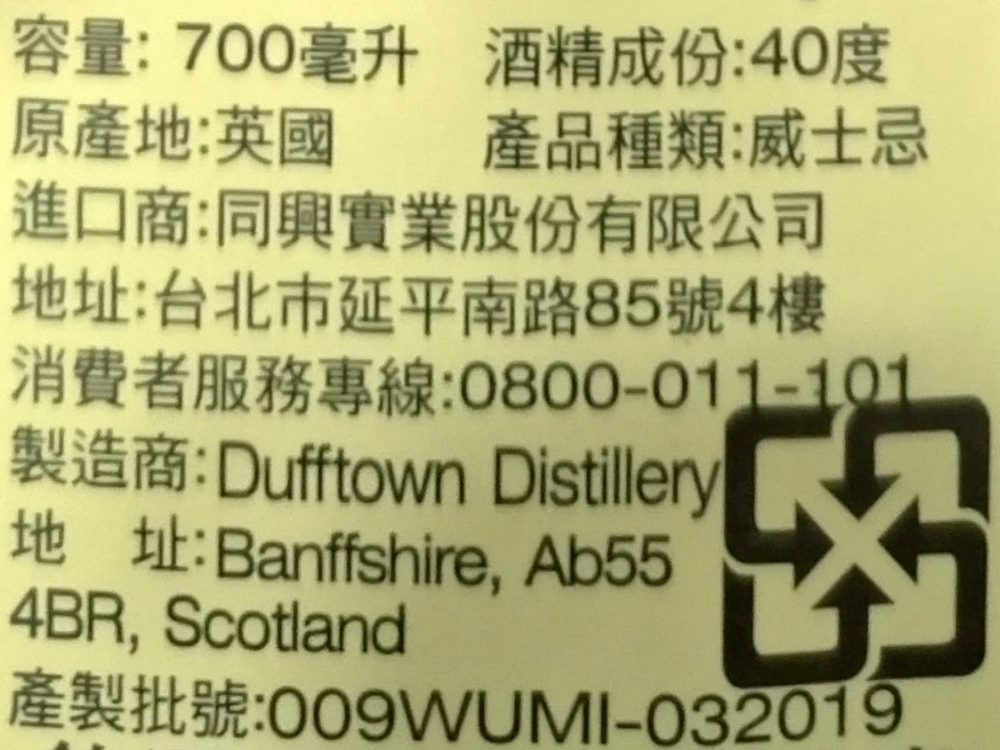 容量: 700毫升 酒精成份:40度
原產地:英國 產品種類:威士忌
進口商:同興實業股份有限公司
地址:台北市延平南路85號4樓
消費者服務專線:0800-011-101
製造商:Dufftown Distillery
地 址:Banffshire, Ab55
4BR, Scotland
產製批號:009WUMI-032019